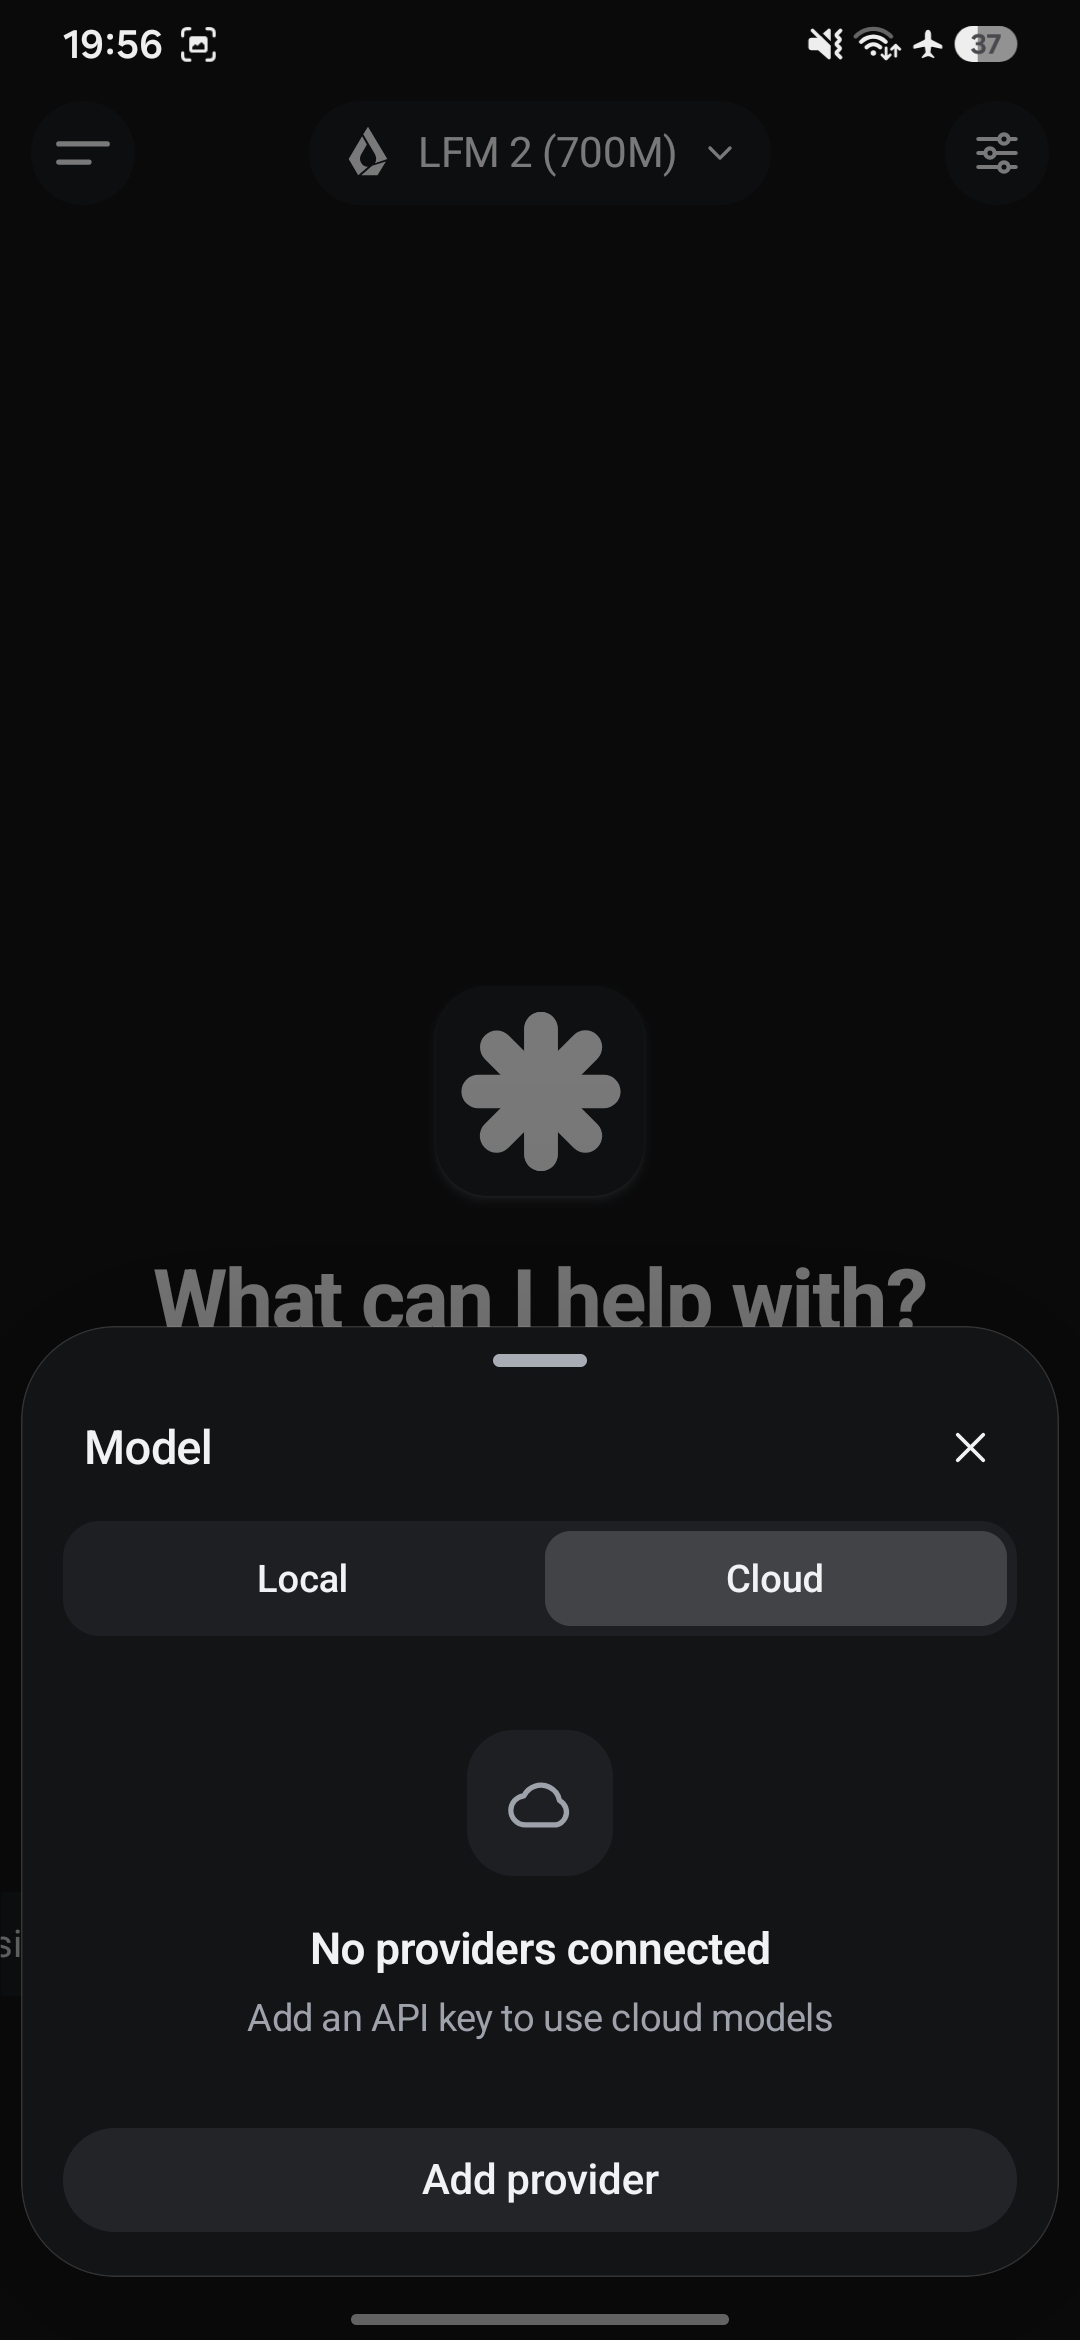 19:56
37
LFM 2 (700M)
What can I help with?
Model
Local
Cloud
si
No providers connected
Add an API key to use cloud models
Add provider